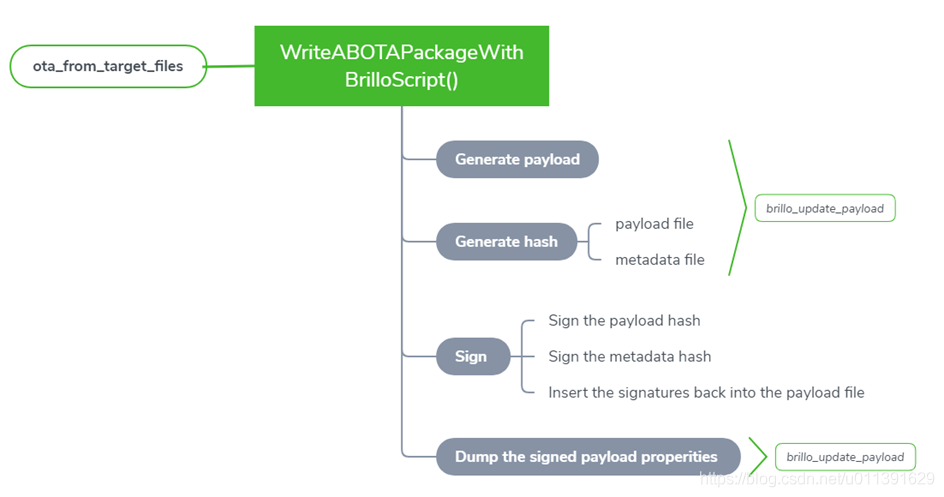 ota_from_target_files
WriteABOTAPackageWith
BrilloScript()
Generate payload
Generate hash
payload file
metadata file
brillo_update_payload
Sign
Sign the payload hash
Sign the metadata hash
Insert the signatures back into the payload file
Dump the signed payload properities
brillo_update_payload
https://blog.csdn.net/u011391629